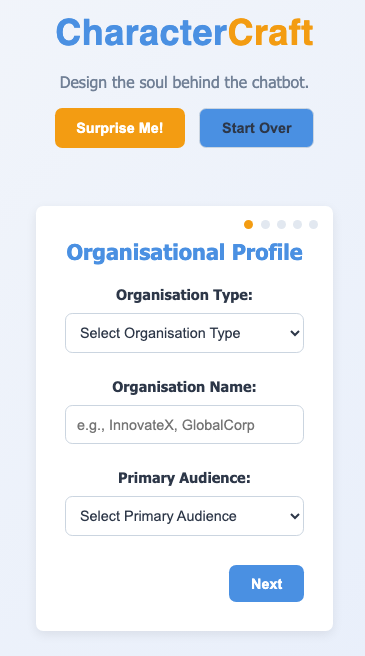 CharacterCraft
Design the soul behind the chatbot.
Surprise Me! Start Over
Organisational Profile
Organisation Type:
Select Organisation Type
Organisation Name:
e.g., InnovateX, GlobalCorp
Primary Audience:
Select Primary Audience
Next